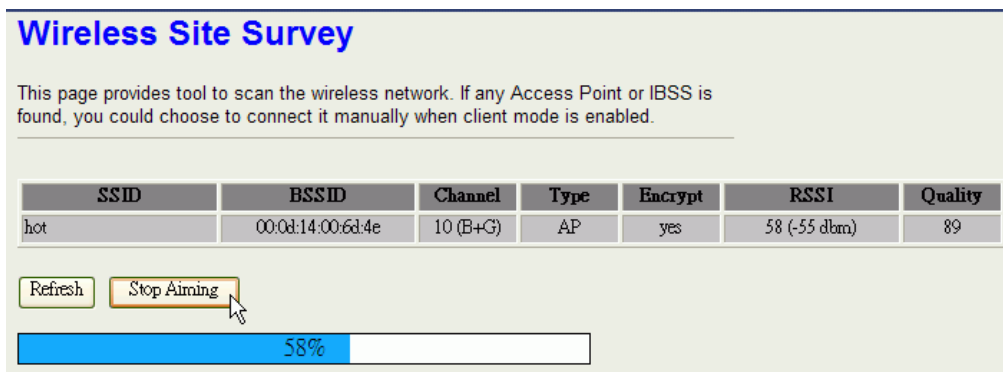 Wireless Site Survey
This page provides tool to scan the wireless network. If any Access Point or IBSS is
found, you could choose to connect it manually when client mode is enabled.
SSID BSSID Channel Type Encrypt RSSI Quality
hot 00:0d:14:00:6d:4e 10 (B+G) AP yes 58 (-55 dbm) 89
Refresh Stop Aiming
58%